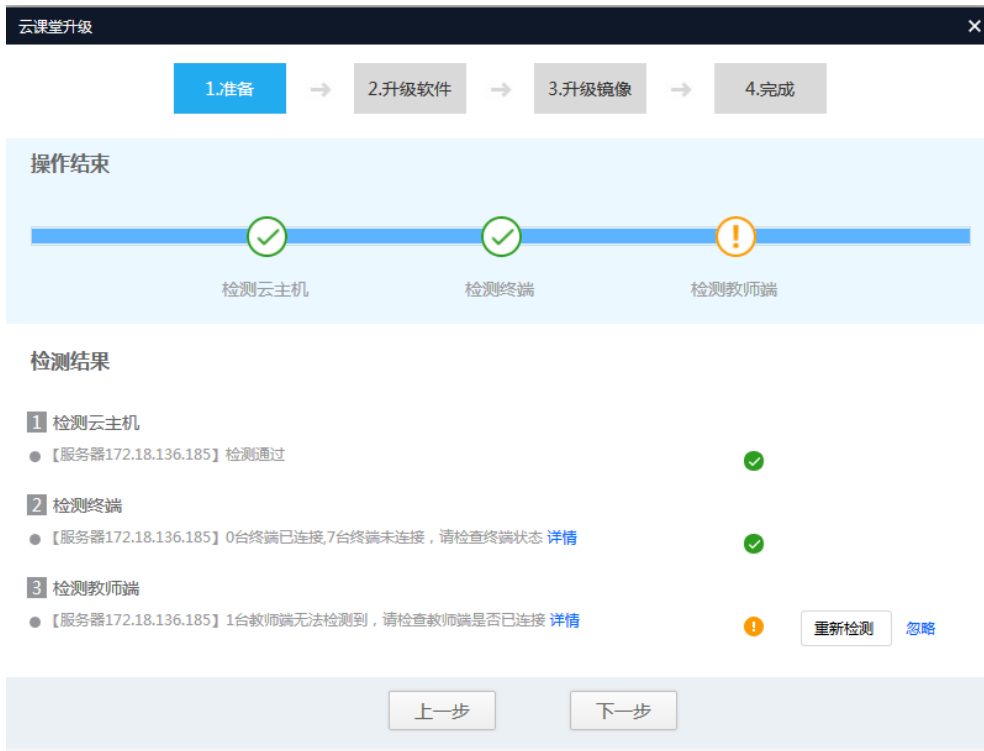 云课堂升级
1.准备
2.升级软件
3.升级镜像
4.完成
操作结束
检测云主机
检测终端
检测教师端
检测结果
1 检测云主机
【服务器172.18.136.185】检测通过
2 检测终端
【服务器172.18.136.185】0台终端已连接,7台终端未连接，请检查终端状态 详情
3 检测教师端
【服务器172.18.136.185】1台教师端无法检测到，请检查教师端是否已连接 详情
重新检测 忽略
上一步 下一步